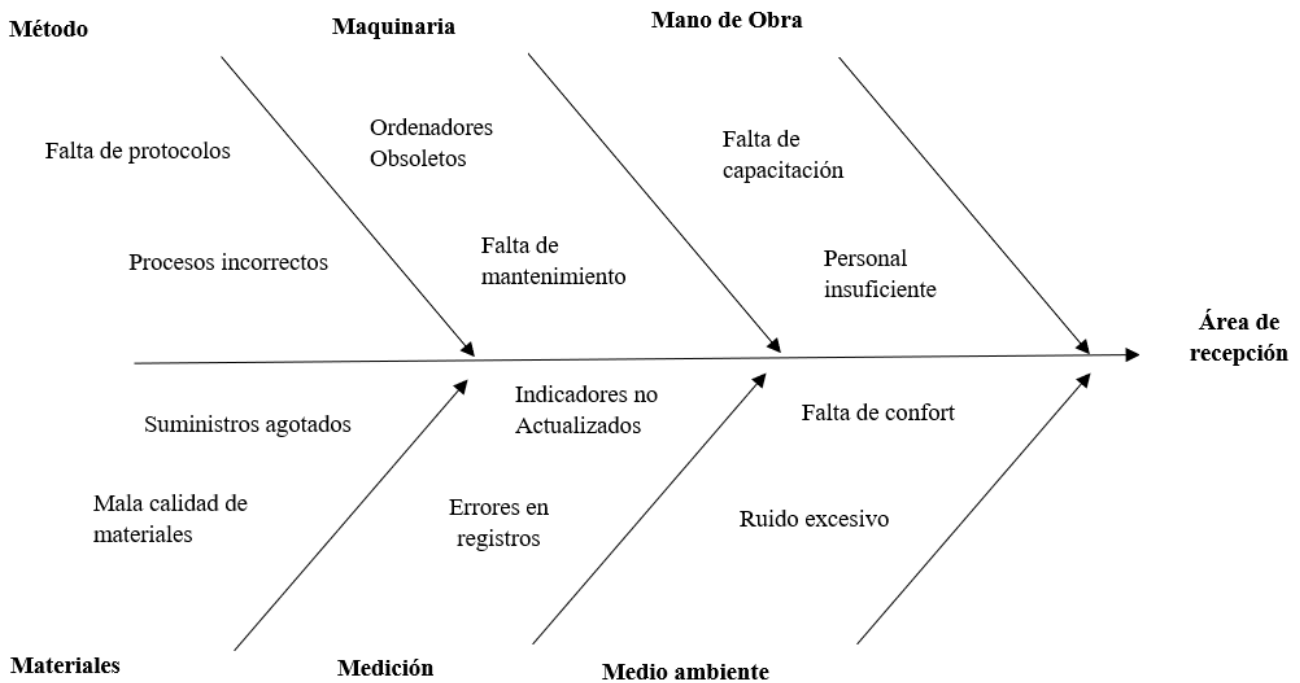 Método
Maquinaria
Mano de Obra
Falta de protocolos
Procesos incorrectos
Ordenadores
Obsoletos
Falta de
mantenimiento
Falta de
capacitación
Personal
insuficiente
Área de
recepción
Suministros agotados
Mala calidad de
materiales
Indicadores no
Actualizados
Errores en
registros
Falta de confort
Ruido excesivo
Materiales
Medición
Medio ambiente